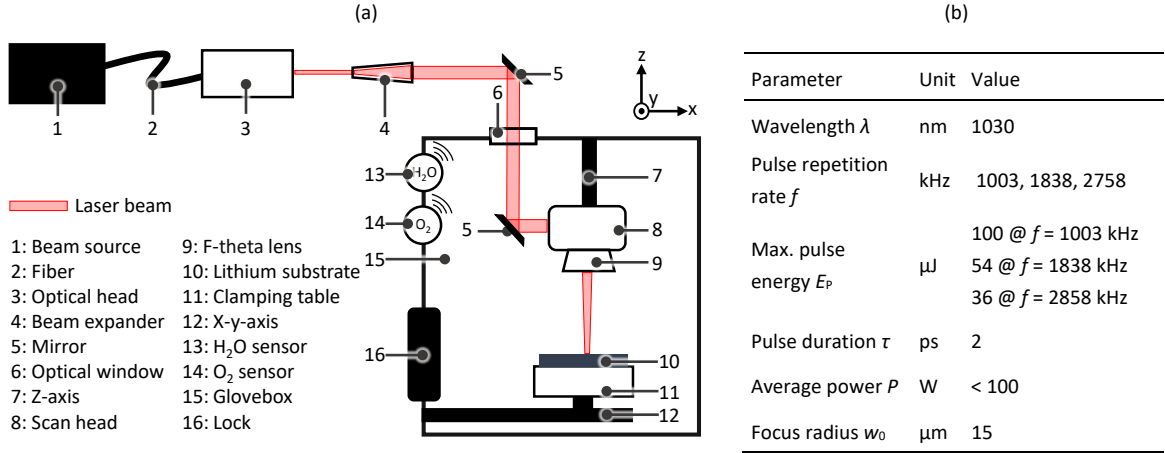 (a)
(b)
1
2
3
4
5
6
z
y
x
13
H₂O
14
O₂
15
5
7
8
9
16
10
11
12
Laser beam
1: Beam source
2: Fiber
3: Optical head
4: Beam expander
5: Mirror
6: Optical window
7: Z-axis
8: Scan head
9: F-theta lens
10: Lithium substrate
11: Clamping table
12: X-y-axis
13: H₂O sensor
14: O₂ sensor
15: Glovebox
16: Lock
Parameter Unit Value
Wavelength λ nm 1030
Pulse repetition
rate f kHz 1003, 1838, 2758
Max. pulse
energy Eₚ µJ 100 @ f = 1003 kHz
54 @ f = 1838 kHz
36 @ f = 2858 kHz
Pulse duration τ ps 2
Average power P W < 100
Focus radius w₀ µm 15